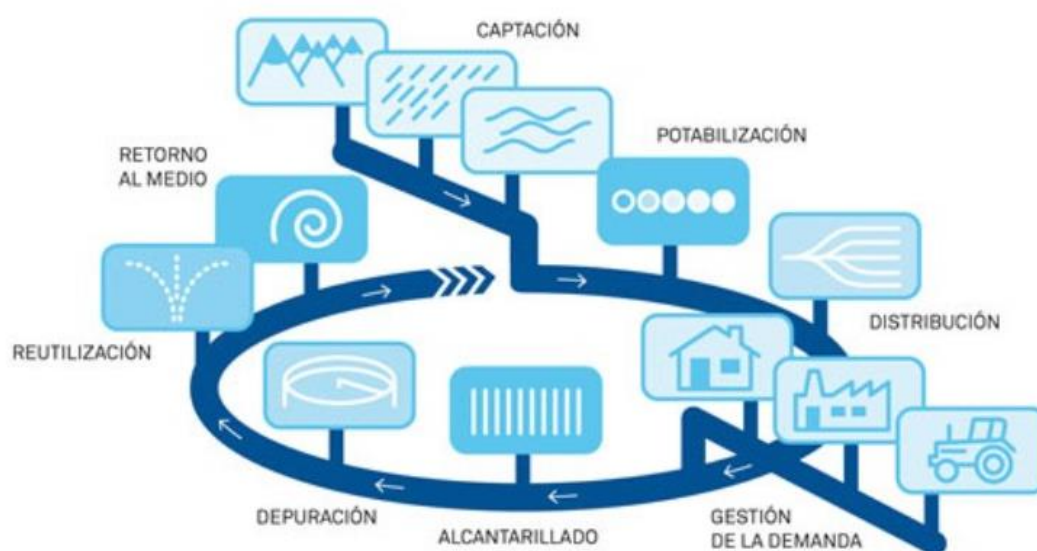 CAPTACIÓN
POTABILIZACIÓN
RETORNO
AL MEDIO
DISTRIBUCIÓN
REUTILIZACIÓN
DEPURACIÓN
ALCANTARILLADO
GESTIÓN
DE LA DEMANDA